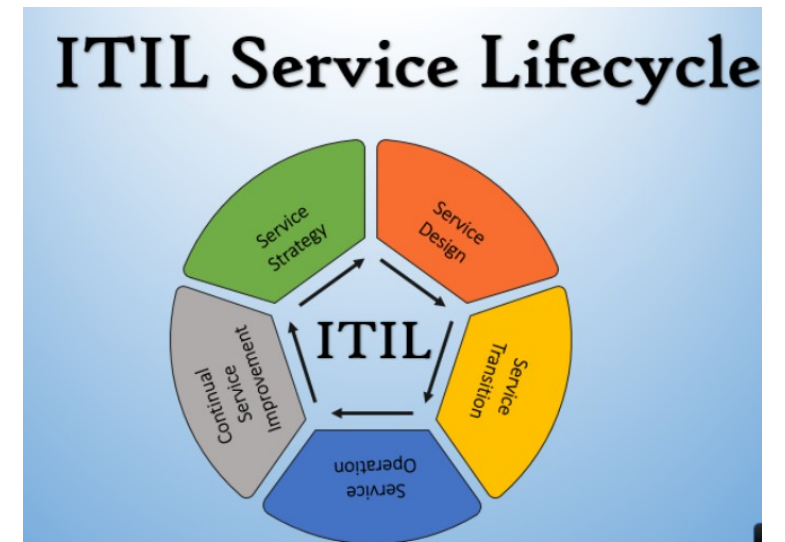 ITIL Service Lifecycle
Service
Strategy
Service
Design
ITIL
Continual
Service
Improvement
Service
Transition
Service
Operation